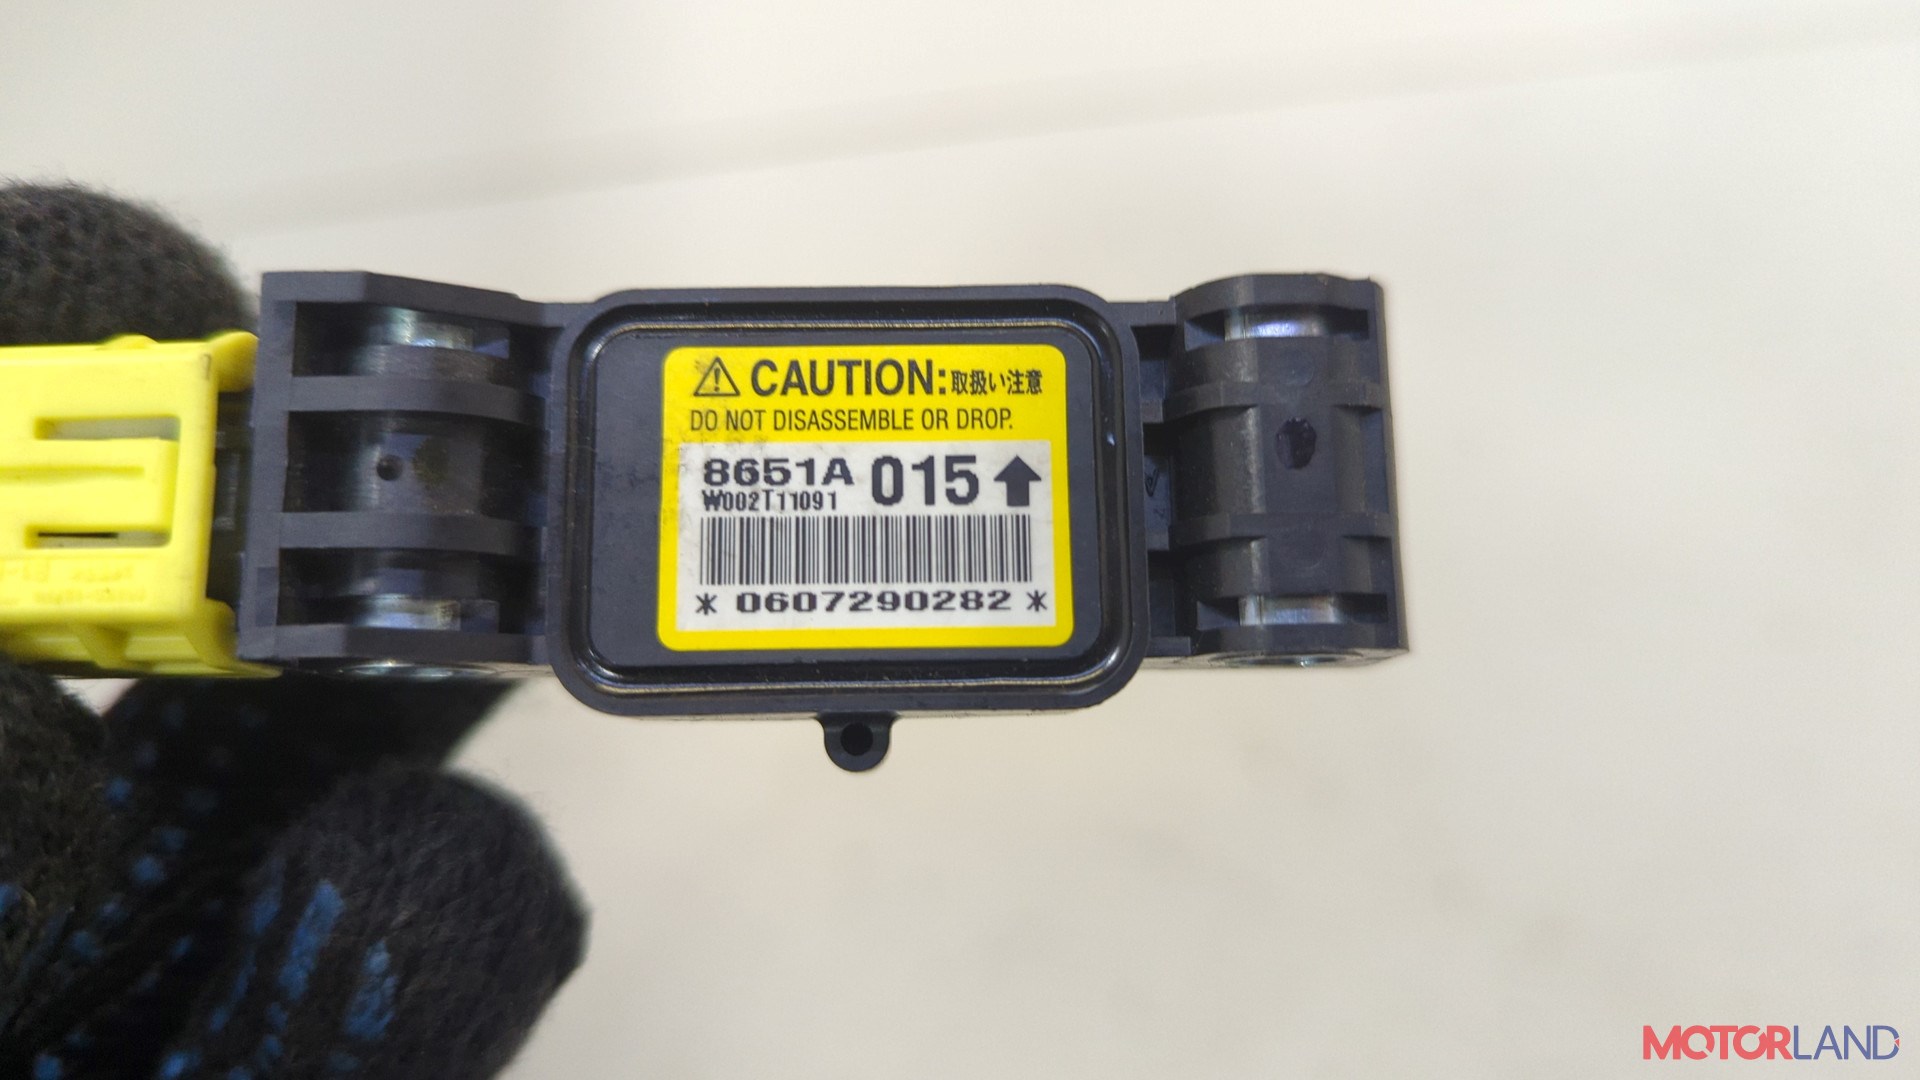 CAUTION: 取扱い注意
DO NOT DISASSEMBLE OR DROP.
8651A 015
W002T11091
* 0607290282 *
MOTORLAND